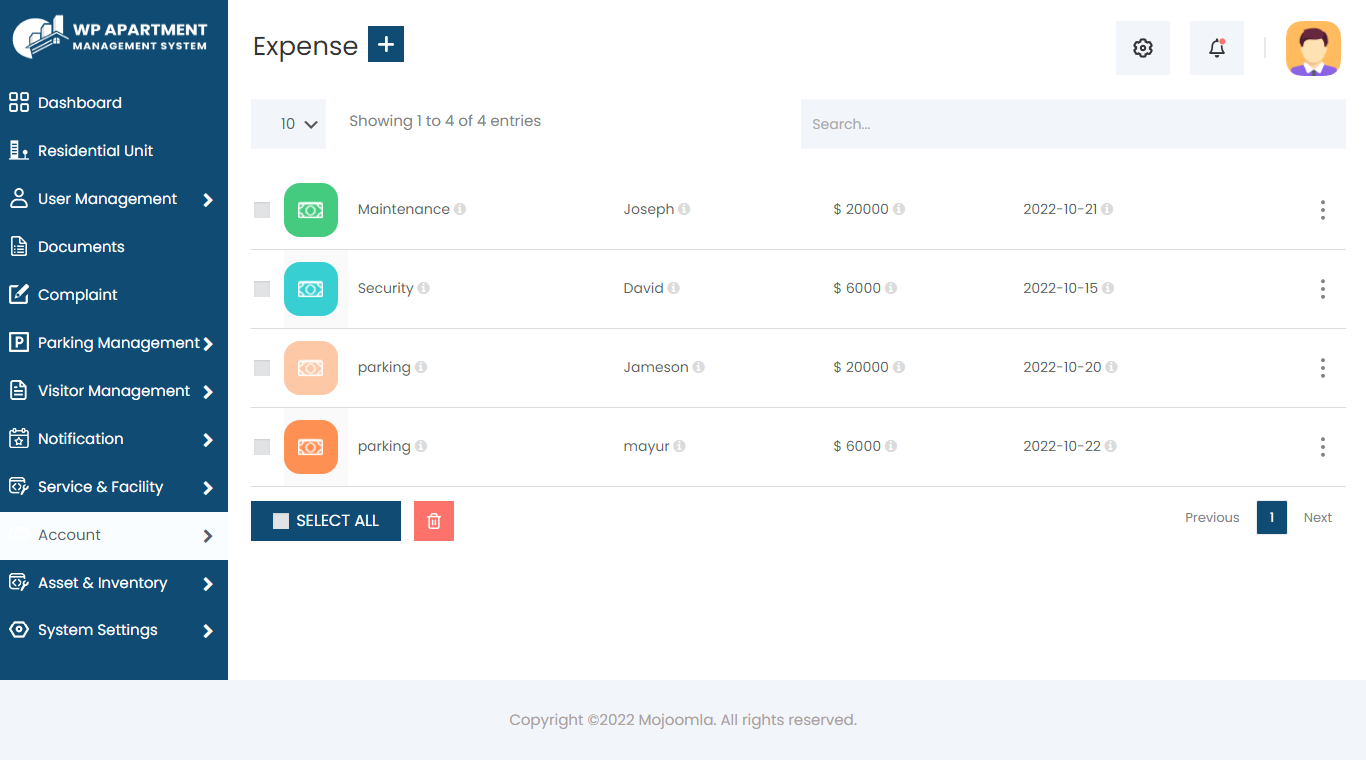 WP APARTMENT
MANAGEMENT SYSTEM
Dashboard
Residential Unit
User Management
Documents
Complaint
Parking Management
Visitor Management
Notification
Service & Facility
Account
Asset & Inventory
System Settings
Expense
10
Showing 1 to 4 of 4 entries
Search...
Maintenance Joseph $ 20000 2022-10-21
Security David $ 6000 2022-10-15
parking Jameson $ 20000 2022-10-20
parking mayur $ 6000 2022-10-22
SELECT ALL
Previous 1 Next
Copyright ©2022 Mojoomla. All rights reserved.